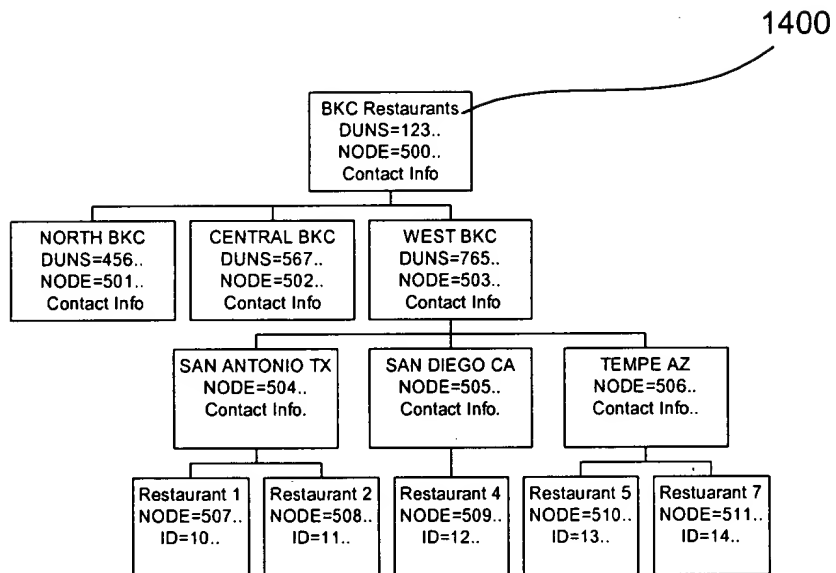 1400
BKC Restaurants
DUNS=123..
NODE=500..
Contact Info
NORTH BKC
DUNS=456..
NODE=501..
Contact Info
CENTRAL BKC
DUNS=567..
NODE=502..
Contact Info
WEST BKC
DUNS=765..
NODE=503..
Contact Info
SAN ANTONIO TX
NODE=504..
Contact Info.
SAN DIEGO CA
NODE=505..
Contact Info.
TEMPE AZ
NODE=506..
Contact Info..
Restaurant 1
NODE=507..
ID=10..
Restaurant 2
NODE=508..
ID=11..
Restaurant 4
NODE=509..
ID=12..
Restaurant 5
NODE=510..
ID=13..
Restuarant 7
NODE=511..
ID=14..